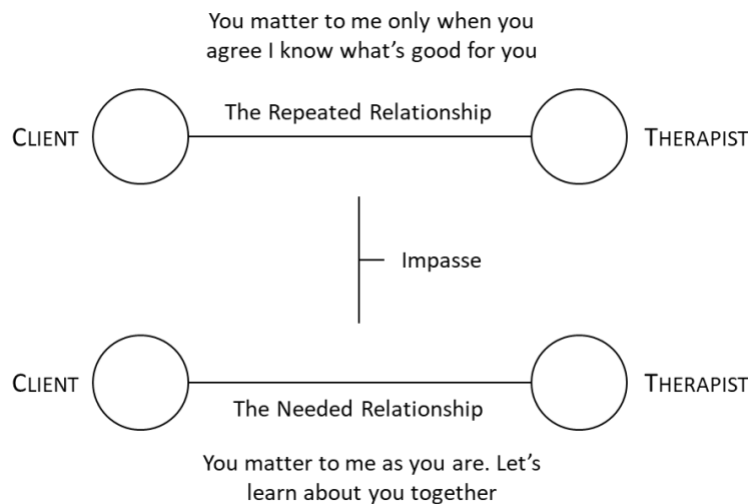 You matter to me only when you
agree I know what's good for you
The Repeated Relationship
CLIENT
THERAPIST
Impasse
CLIENT
THERAPIST
The Needed Relationship
You matter to me as you are. Let's
learn about you together